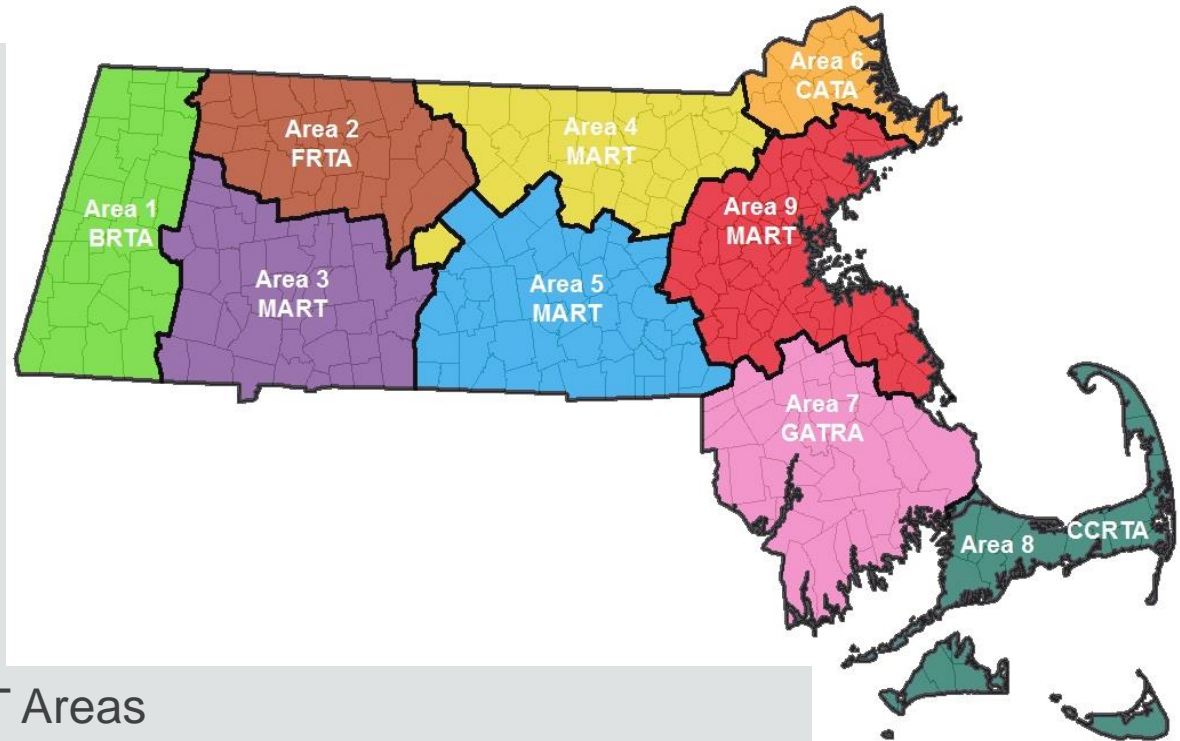 Area 6
CATA
Area 4
MART
Area 2
FRTA
Area 1
BRTA
Area 9
MART
Area 3
MART
Area 5
MART
Area 7
GATRA
Area 8 CCRTA
T Areas